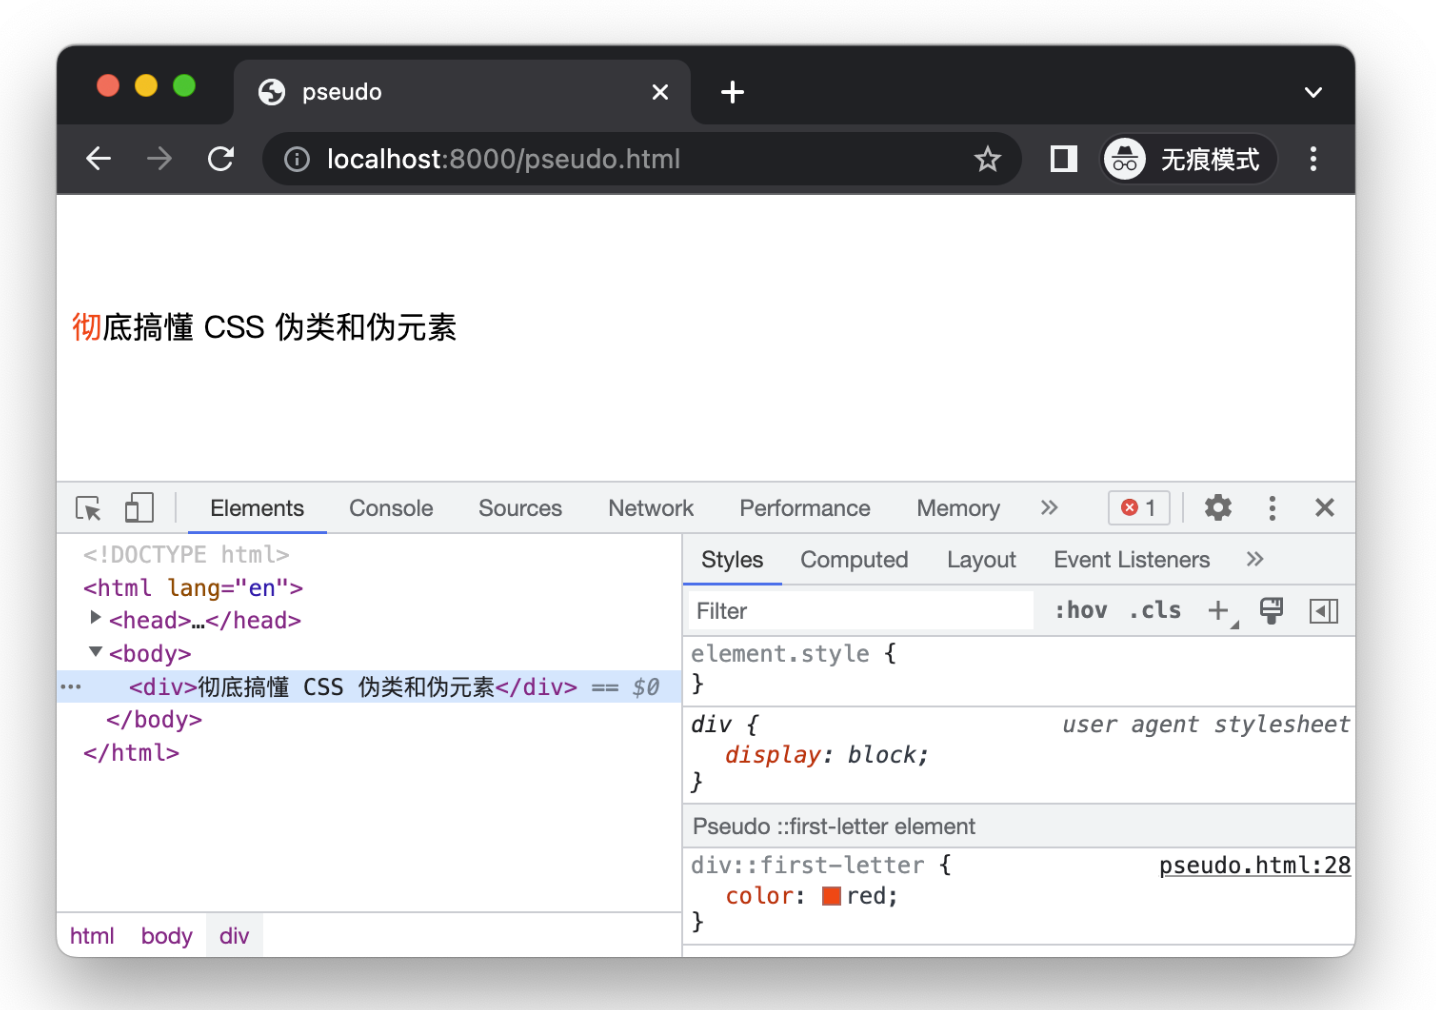 pseudo
localhost:8000/pseudo.html
无痕模式
彻底搞懂 CSS 伪类和伪元素
Elements Console Sources Network Performance Memory » 1
<!DOCTYPE html>
<html lang="en">
<head>…</head>
<body>
<div>彻底搞懂 CSS 伪类和伪元素</div> == $0
</body>
</html>
html body div
Styles Computed Layout Event Listeners »
Filter :hov .cls
element.style {
}
div { user agent stylesheet
display: block;
}
Pseudo ::first-letter element
div::first-letter { pseudo.html:28
color: red;
}